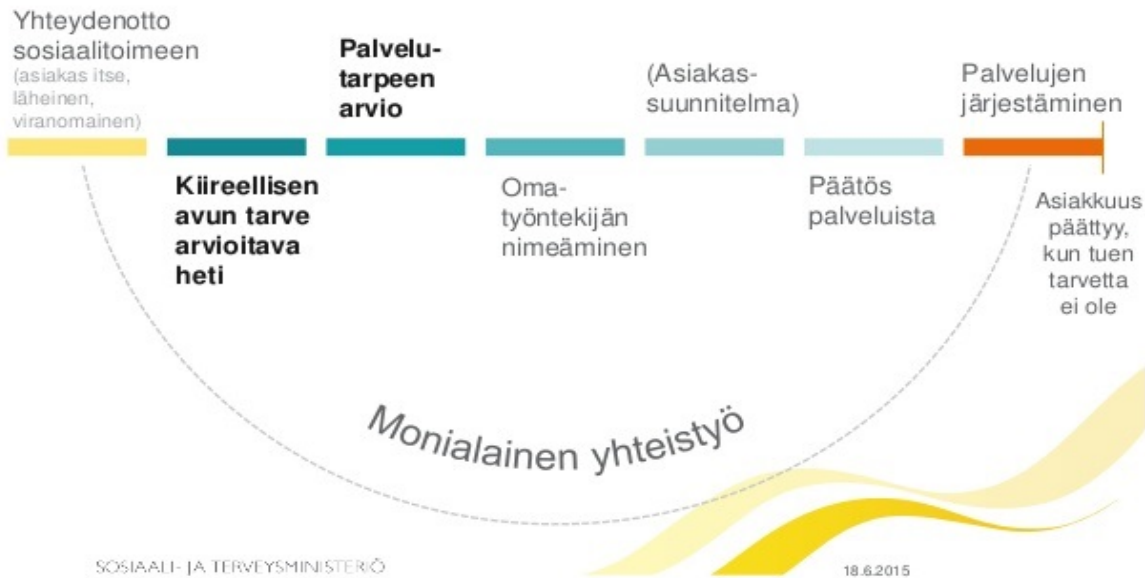 Yhteydenotto
sosiaalitoimeen
(asiakas itse,
läheinen,
viranomainen)
Kiireellisen
avun tarve
arvioitava
heti
Palvelu-
tarpeen
arvio
Oma-
työntekijän
nimeäminen
(Asiakas-
suunnitelma)
Päätös
palveluista
Palvelujen
järjestäminen
Asiakkuus
päättyy,
kun tuen
tarvetta
ei ole
Monialainen yhteistyö
SOSIAALI- JA TERVEYSMINISTERIÖ
18.6.2015